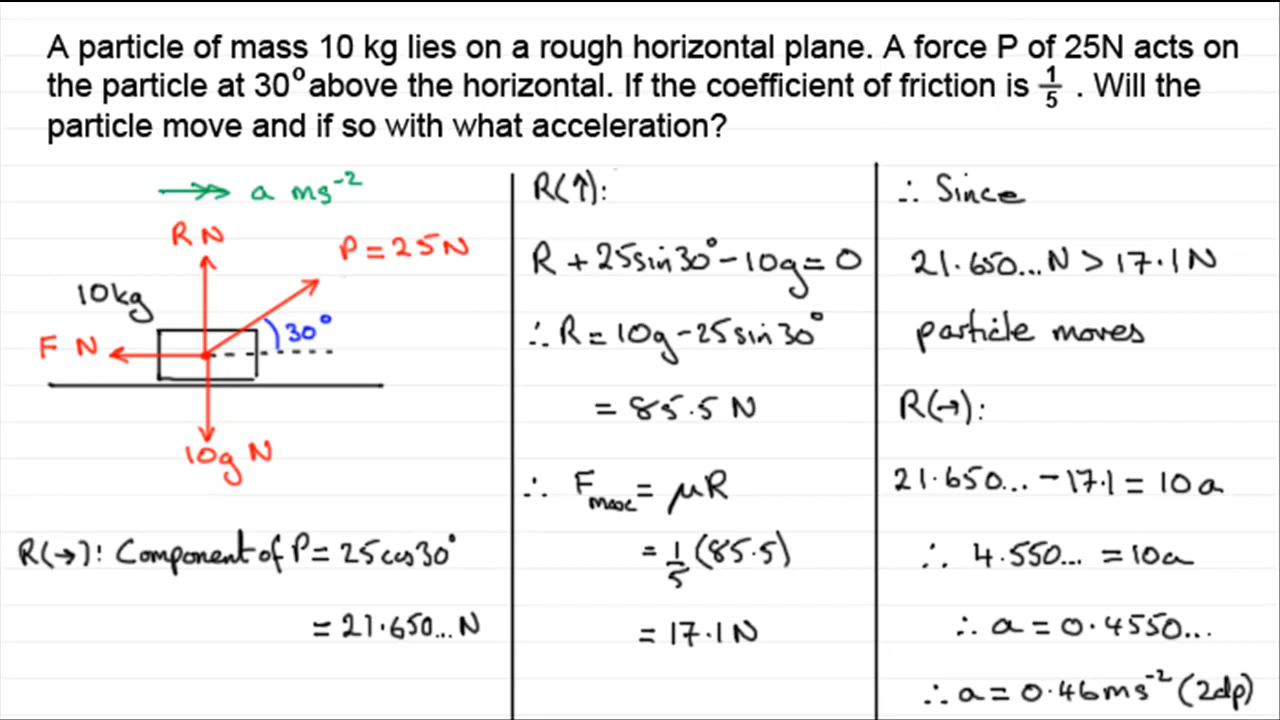 A particle of mass 10 kg lies on a rough horizontal plane. A force P of 25N acts on
the particle at 30° above the horizontal. If the coefficient of friction is 1/5 . Will the
particle move and if so with what acceleration?
a ms⁻²
R N
P = 25 N
10kg
30°
F N
10g N
R(→): Component of P = 25cos30°
= 21.650... N
R(↑):
R + 25sin30° - 10g = 0
∴ R = 10g - 25sin30°
= 85.5 N
∴ Fmax = μR
= 1/5 (85.5)
= 17.1 N
∴ Since
21.650... N > 17.1 N
particle moves
R(→):
21.650... - 17.1 = 10a
∴ 4.550... = 10a
∴ a = 0.4550...
∴ a = 0.46 ms⁻² (2dp)